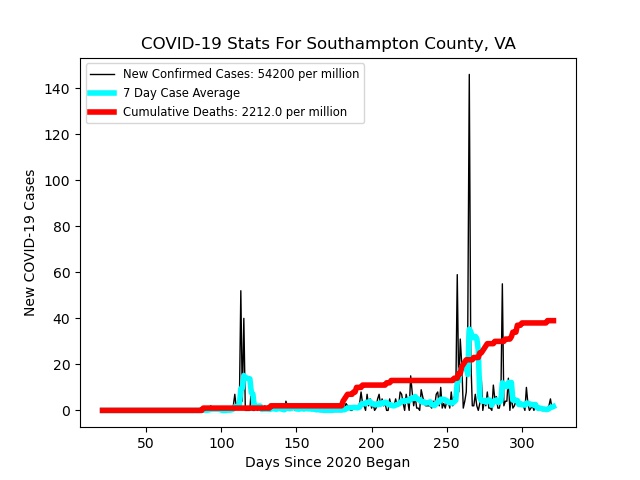 COVID-19 Stats For Southampton County, VA
New Confirmed Cases: 54200 per million
7 Day Case Average
Cumulative Deaths: 2212.0 per million
New COVID-19 Cases
140
120
100
80
60
40
20
0
50
100
150
200
250
300
Days Since 2020 Began